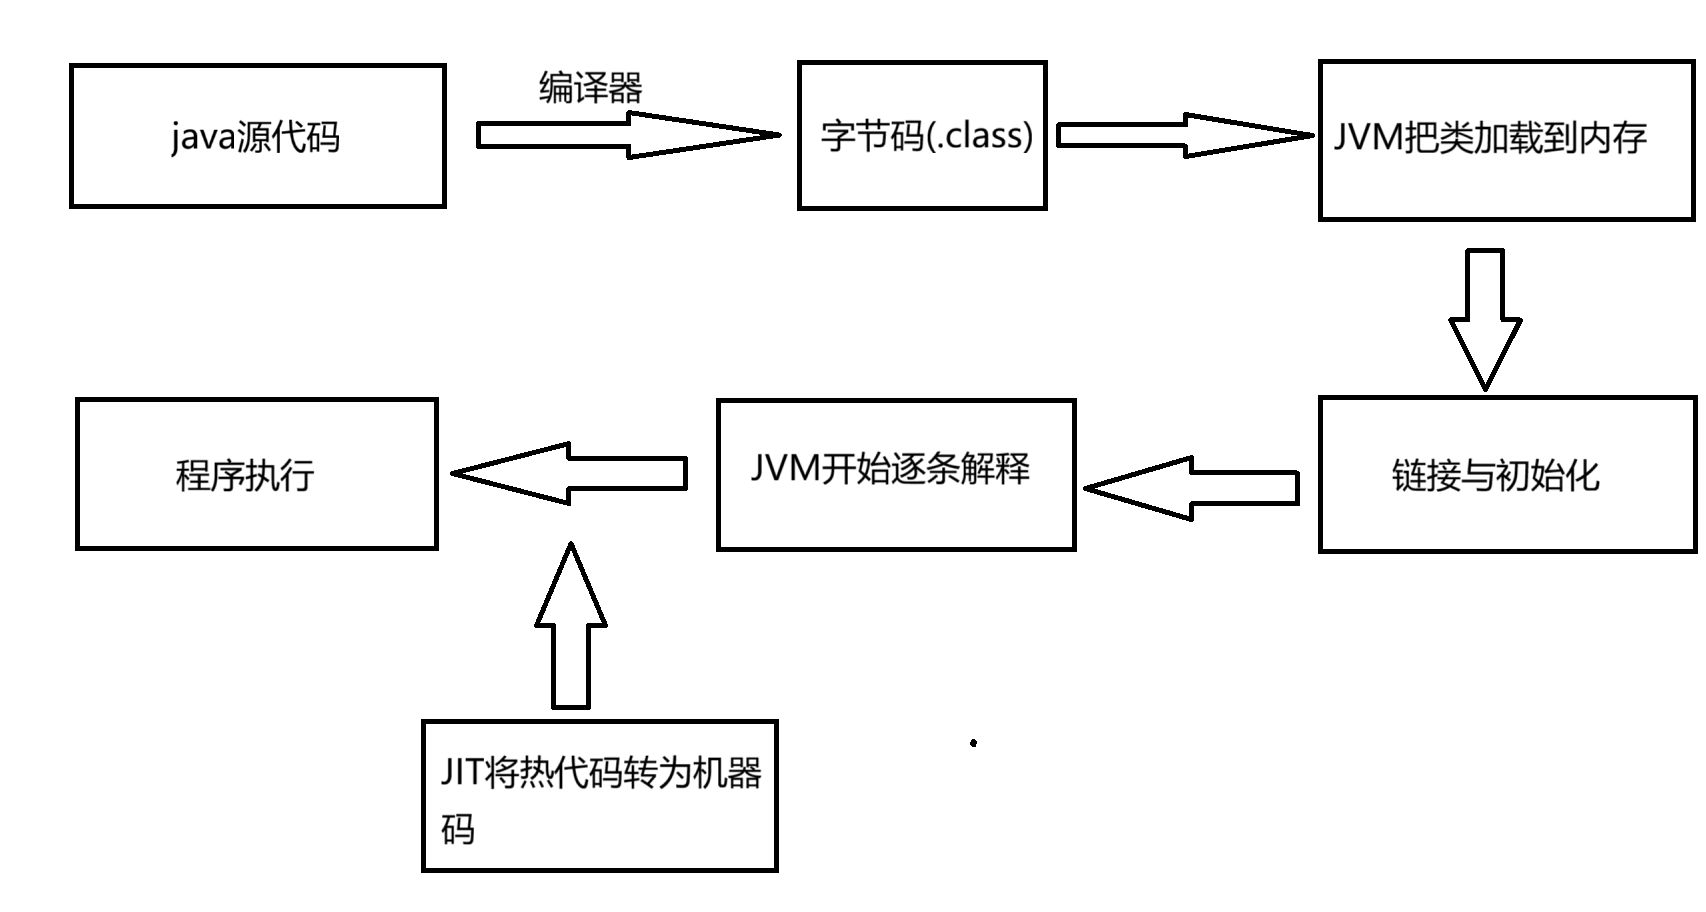 编译器
java源代码
字节码(.class)
JVM把类加载到内存
链接与初始化
JVM开始逐条解释
程序执行
JIT将热代码转为机器
码